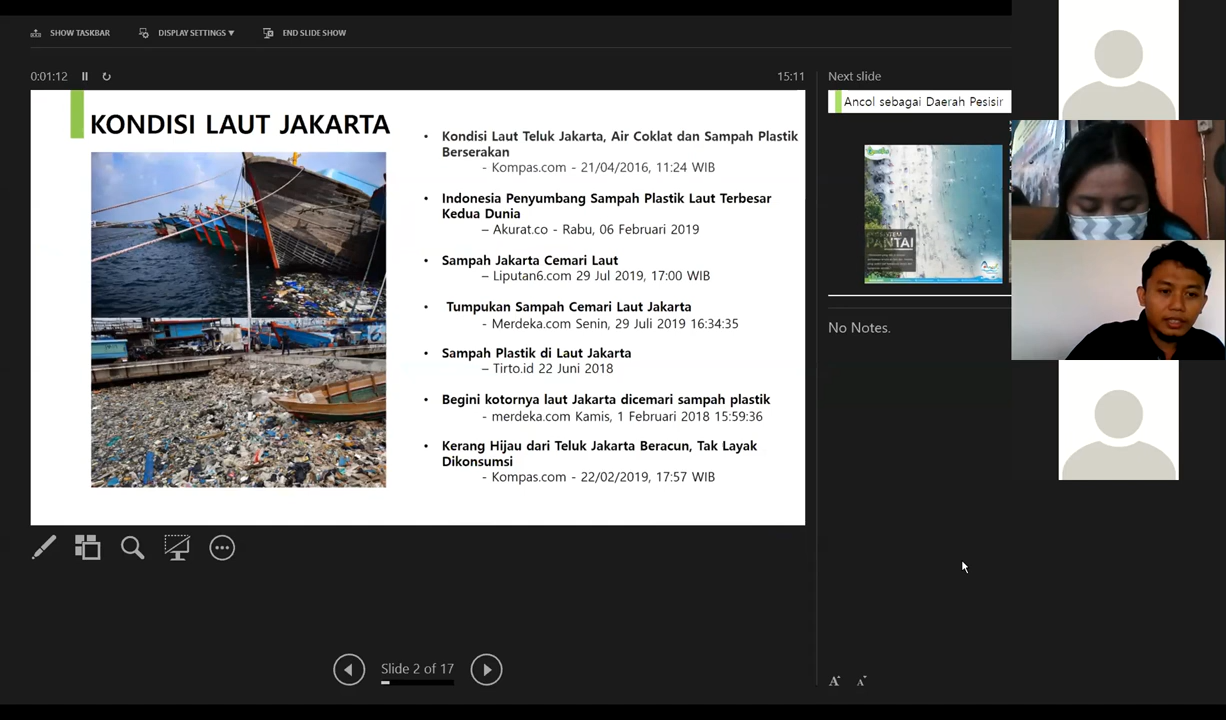 SHOW TASKBAR
DISPLAY SETTINGS ▼
END SLIDE SHOW
0:01:12
15:11
KONDISI LAUT JAKARTA
• Kondisi Laut Teluk Jakarta, Air Coklat dan Sampah Plastik
Berserakan
- Kompas.com - 21/04/2016, 11:24 WIB
• Indonesia Penyumbang Sampah Plastik Laut Terbesar
Kedua Dunia
– Akurat.co - Rabu, 06 Februari 2019
• Sampah Jakarta Cemari Laut
– Liputan6.com 29 Jul 2019, 17:00 WIB
• Tumpukan Sampah Cemari Laut Jakarta
- Merdeka.com Senin, 29 Juli 2019 16:34:35
• Sampah Plastik di Laut Jakarta
– Tirto.id 22 Juni 2018
• Begini kotornya laut Jakarta dicemari sampah plastik
- merdeka.com Kamis, 1 Februari 2018 15:59:36
• Kerang Hijau dari Teluk Jakarta Beracun, Tak Layak
Dikonsumsi
- Kompas.com - 22/02/2019, 17:57 WIB
Next slide
Ancol sebagai Daerah Pesisir
PANTAI
No Notes.
Slide 2 of 17
A A